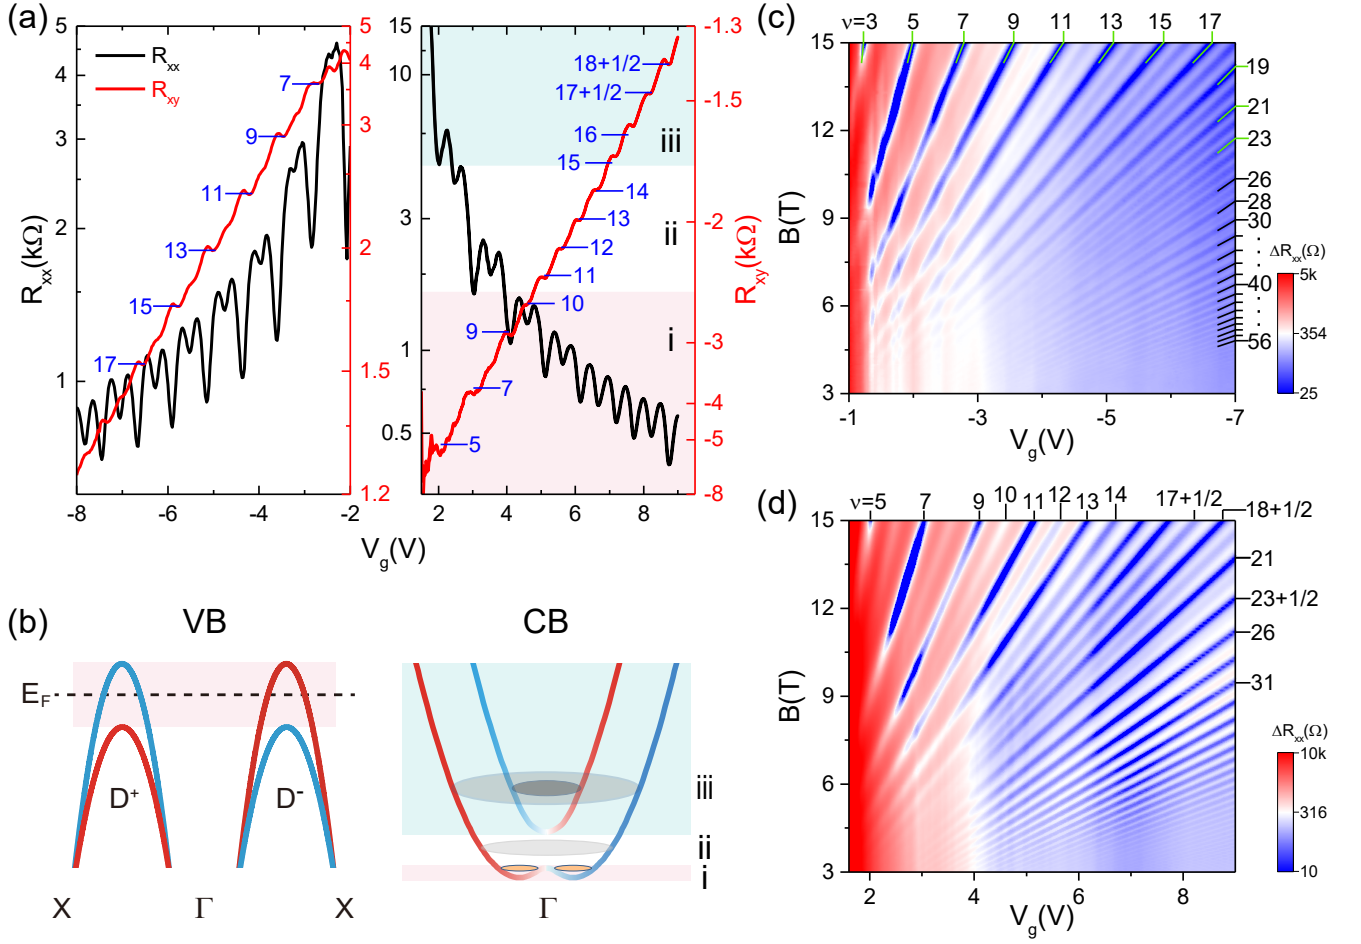 (a)
R_xx
R_xy
5
4
3
2
1
R_xx(kΩ)
7
9
11
13
15
17
5
4
3
2
1.5
1.2
-8
-6
-4
-2
15
10
3
1
0.5
18+1/2
17+1/2
16
15
14
13
12
11
10
9
7
5
iii
ii
i
-1.3
-1.5
-2
-3
-4
-5
-8
R_xy(kΩ)
2
4
6
8
V_g(V)
(b)
VB
CB
E_F
D⁺
D⁻
X
Γ
X
iii
ii
i
Γ
(c)
ν=3
5
7
9
11
13
15
17
19
21
23
26
28
30
40
56
15
12
9
6
3
B(T)
ΔR_xx(Ω)
5k
354
25
-1
-3
-5
-7
V_g(V)
(d)
ν=5
7
9
10
11
12
13
14
17+1/2
18+1/2
21
23+1/2
26
31
15
12
9
6
3
B(T)
ΔR_xx(Ω)
10k
316
10
2
4
6
8
V_g(V)